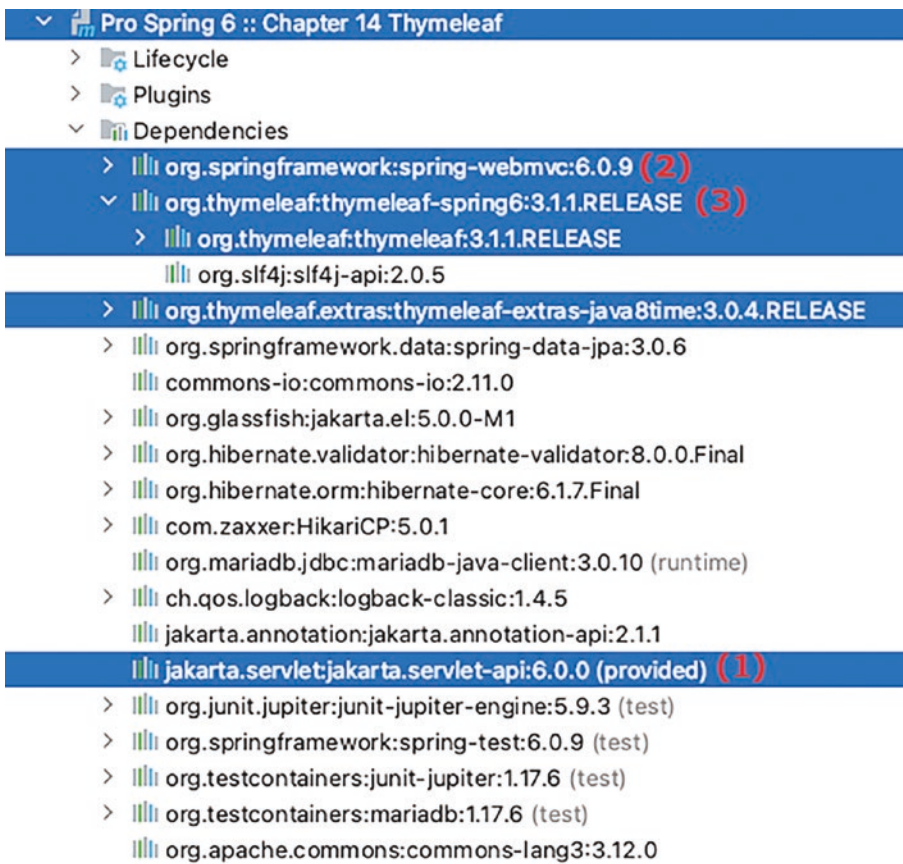 Pro Spring 6 :: Chapter 14 Thymeleaf
Lifecycle
Plugins
Dependencies
org.springframework:spring-webmvc:6.0.9 (2)
org.thymeleaf:thymeleaf-spring6:3.1.1.RELEASE (3)
org.thymeleaf:thymeleaf:3.1.1.RELEASE
org.slf4j:slf4j-api:2.0.5
org.thymeleaf.extras:thymeleaf-extras-java8time:3.0.4.RELEASE
org.springframework.data:spring-data-jpa:3.0.6
commons-io:commons-io:2.11.0
org.glassfish:jakarta.el:5.0.0-M1
org.hibernate.validator:hibernate-validator:8.0.0.Final
org.hibernate.orm:hibernate-core:6.1.7.Final
com.zaxxer:HikariCP:5.0.1
org.mariadb.jdbc:mariadb-java-client:3.0.10 (runtime)
ch.qos.logback:logback-classic:1.4.5
jakarta.annotation:jakarta.annotation-api:2.1.1
jakarta.servlet:jakarta.servlet-api:6.0.0 (provided) (1)
org.junit.jupiter:junit-jupiter-engine:5.9.3 (test)
org.springframework:spring-test:6.0.9 (test)
org.testcontainers:junit-jupiter:1.17.6 (test)
org.testcontainers:mariadb:1.17.6 (test)
org.apache.commons:commons-lang3:3.12.0